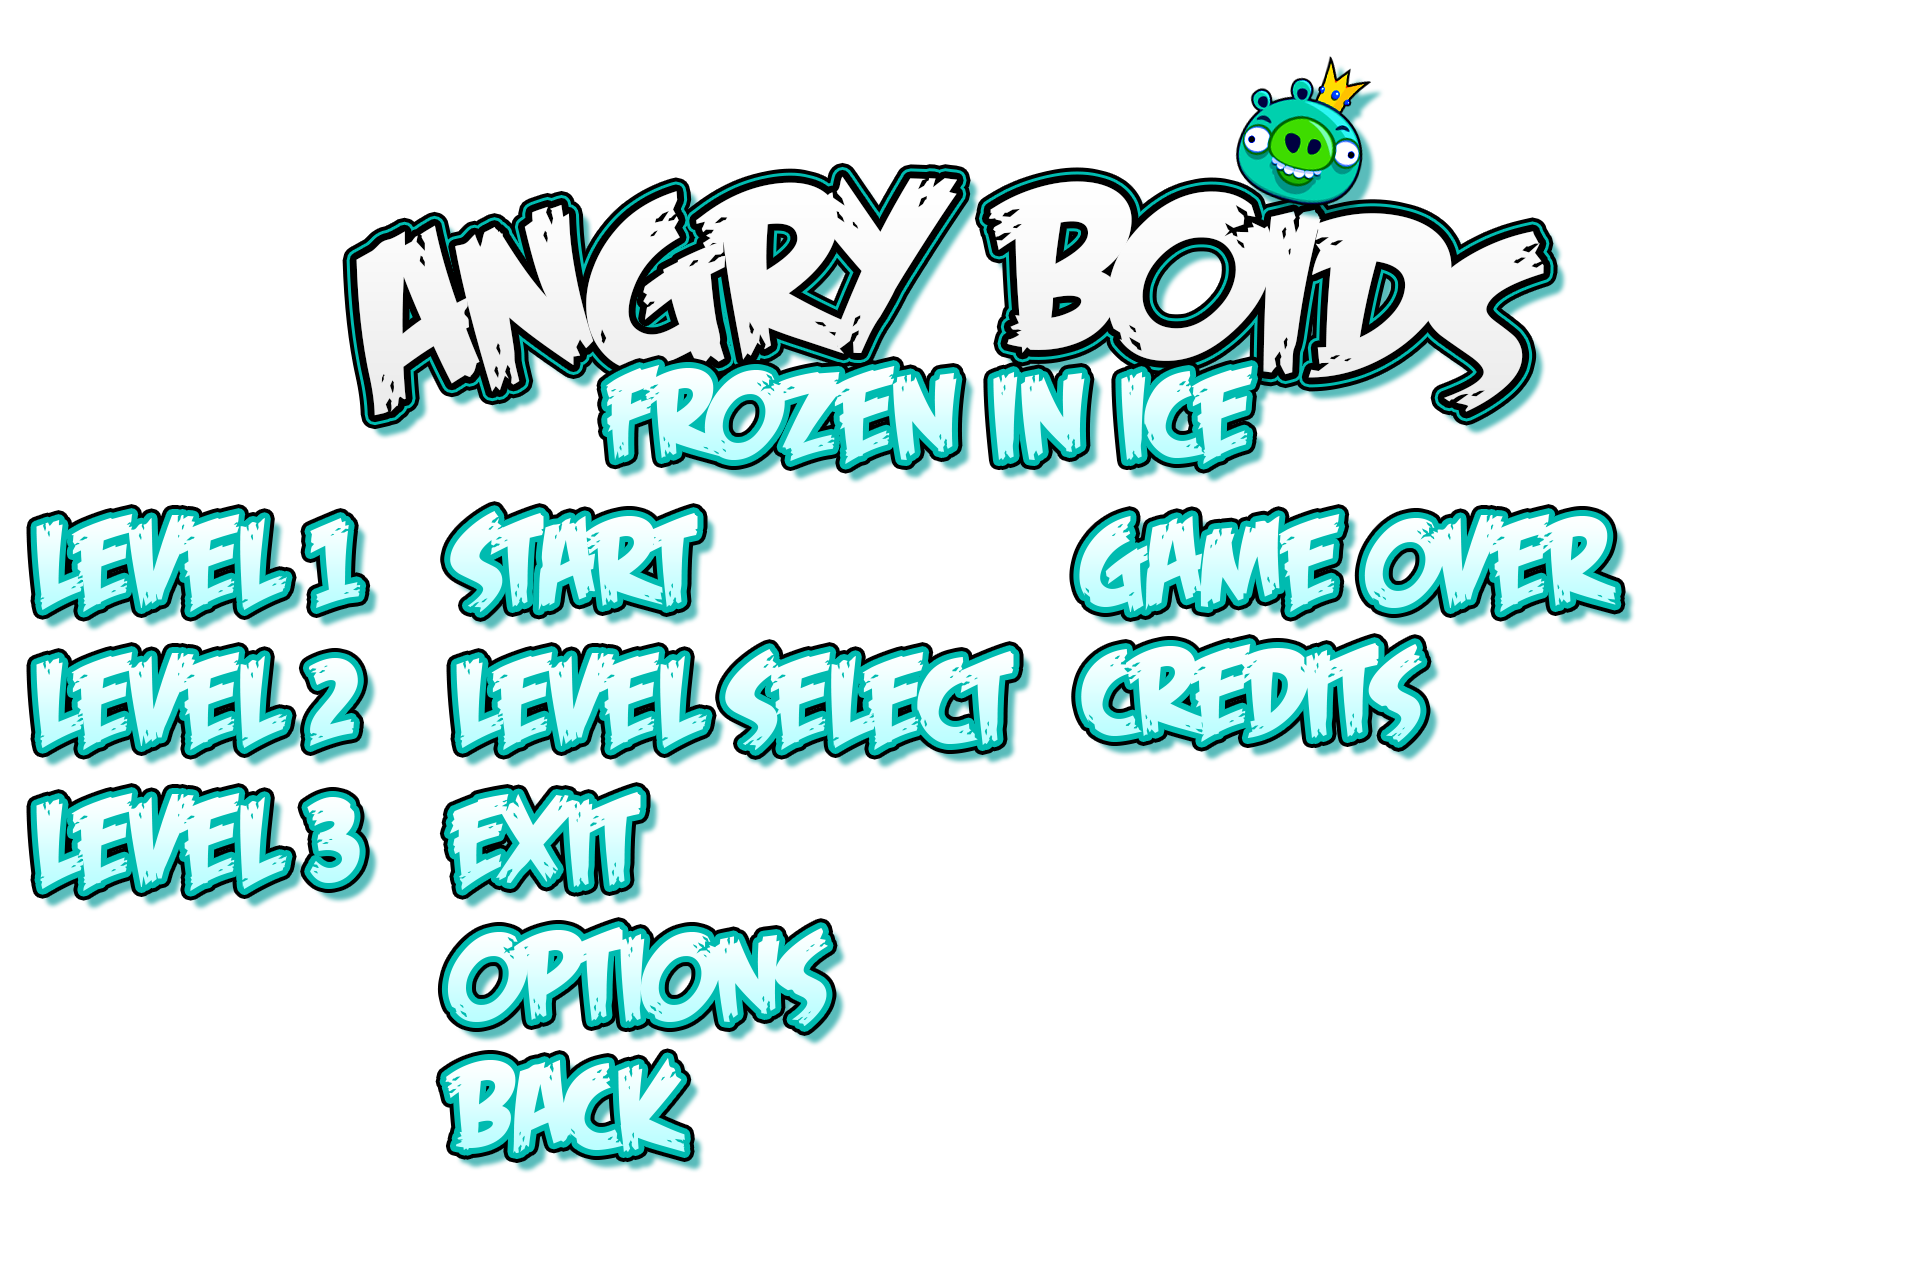 ANGRY BOIDS
FROZEN IN ICE
LEVEL 1
START
GAME OVER
LEVEL 2
LEVEL SELECT
CREDITS
LEVEL 3
EXIT
OPTIONS
BACK